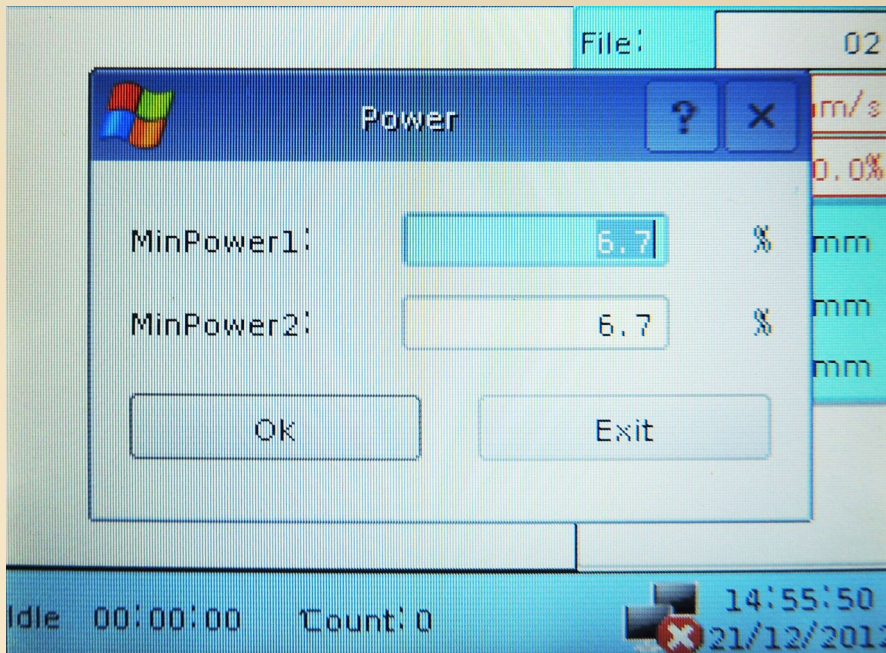 File: 02
Power ? ×
m/s
0.0%
MinPower1: 6.7 %
mm
MinPower2: 6.7 %
mm
mm
Ok Exit
Idle 00:00:00 Count: 0
14:55:50
21/12/201